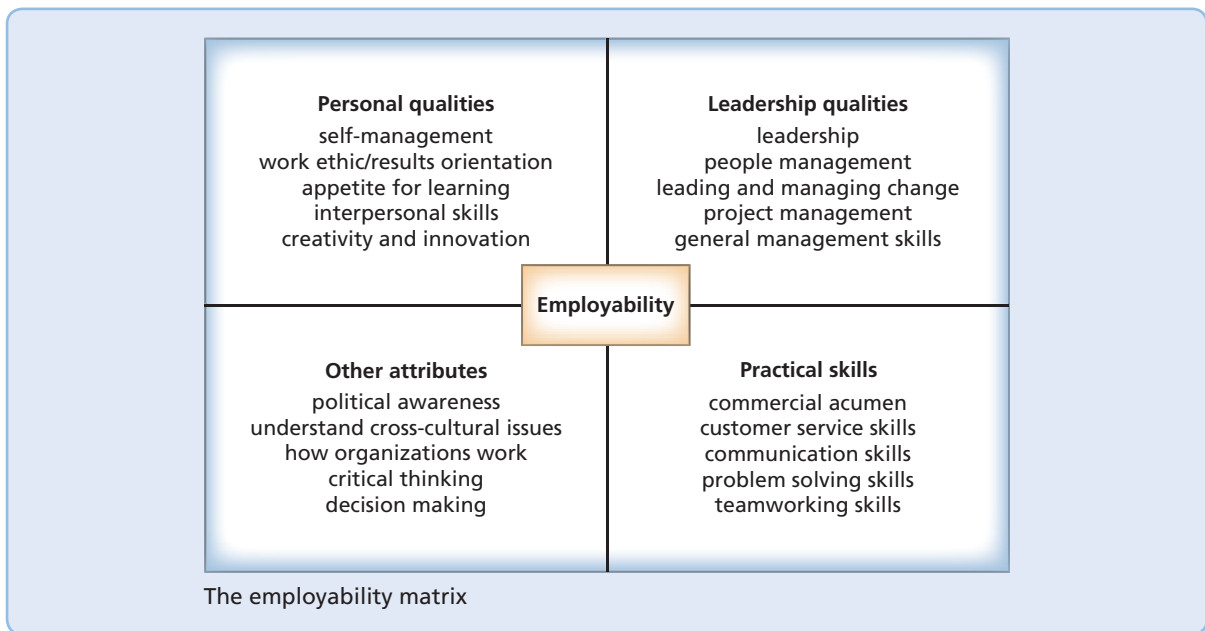 Personal qualities
self-management
work ethic/results orientation
appetite for learning
interpersonal skills
creativity and innovation
Leadership qualities
leadership
people management
leading and managing change
project management
general management skills
Employability
Other attributes
political awareness
understand cross-cultural issues
how organizations work
critical thinking
decision making
Practical skills
commercial acumen
customer service skills
communication skills
problem solving skills
teamworking skills
The employability matrix